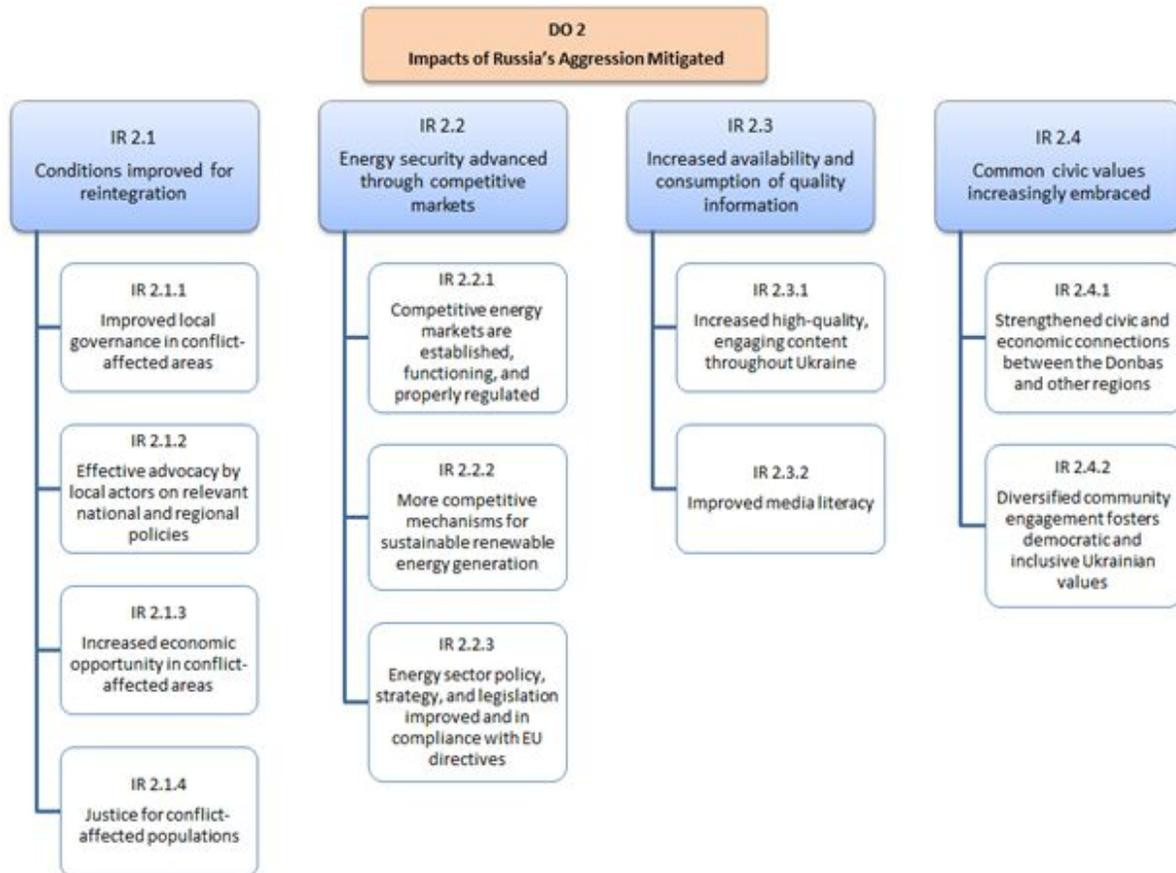 DO 2
Impacts of Russia's Aggression Mitigated
IR 2.1
Conditions improved for
reintegration
IR 2.1.1
Improved local
governance in conflict-
affected areas
IR 2.1.2
Effective advocacy by
local actors on relevant
national and regional
policies
IR 2.1.3
Increased economic
opportunity in conflict-
affected areas
IR 2.1.4
Justice for conflict-
affected populations
IR 2.2
Energy security advanced
through competitive
markets
IR 2.2.1
Competitive energy
markets are
established,
functioning, and
properly regulated
IR 2.2.2
More competitive
mechanisms for
sustainable renewable
energy generation
IR 2.2.3
Energy sector policy,
strategy, and legislation
improved and in
compliance with EU
directives
IR 2.3
Increased availability and
consumption of quality
information
IR 2.3.1
Increased high-quality,
engaging content
throughout Ukraine
IR 2.3.2
Improved media literacy
IR 2.4
Common civic values
increasingly embraced
IR 2.4.1
Strengthened civic and
economic connections
between the Donbas
and other regions
IR 2.4.2
Diversified community
engagement fosters
democratic and
inclusive Ukrainian
values